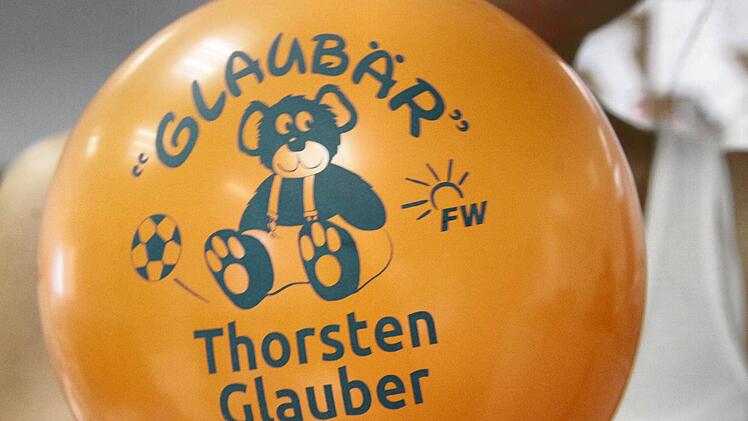 "GLAUBÄR"
FW
Thorsten
Glauber